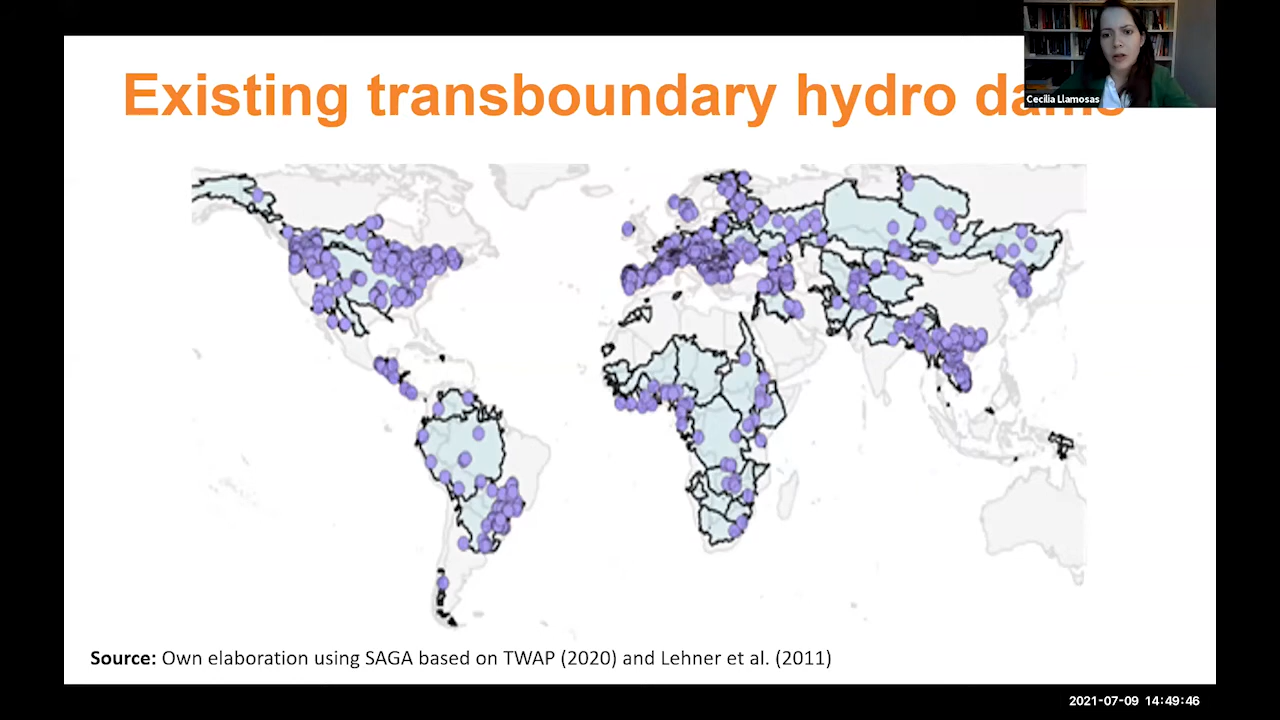 Existing transboundary hydro dams
Cecilia Llamosas
Source: Own elaboration using SAGA based on TWAP (2020) and Lehner et al. (2011)
2021-07-09 14:49:46